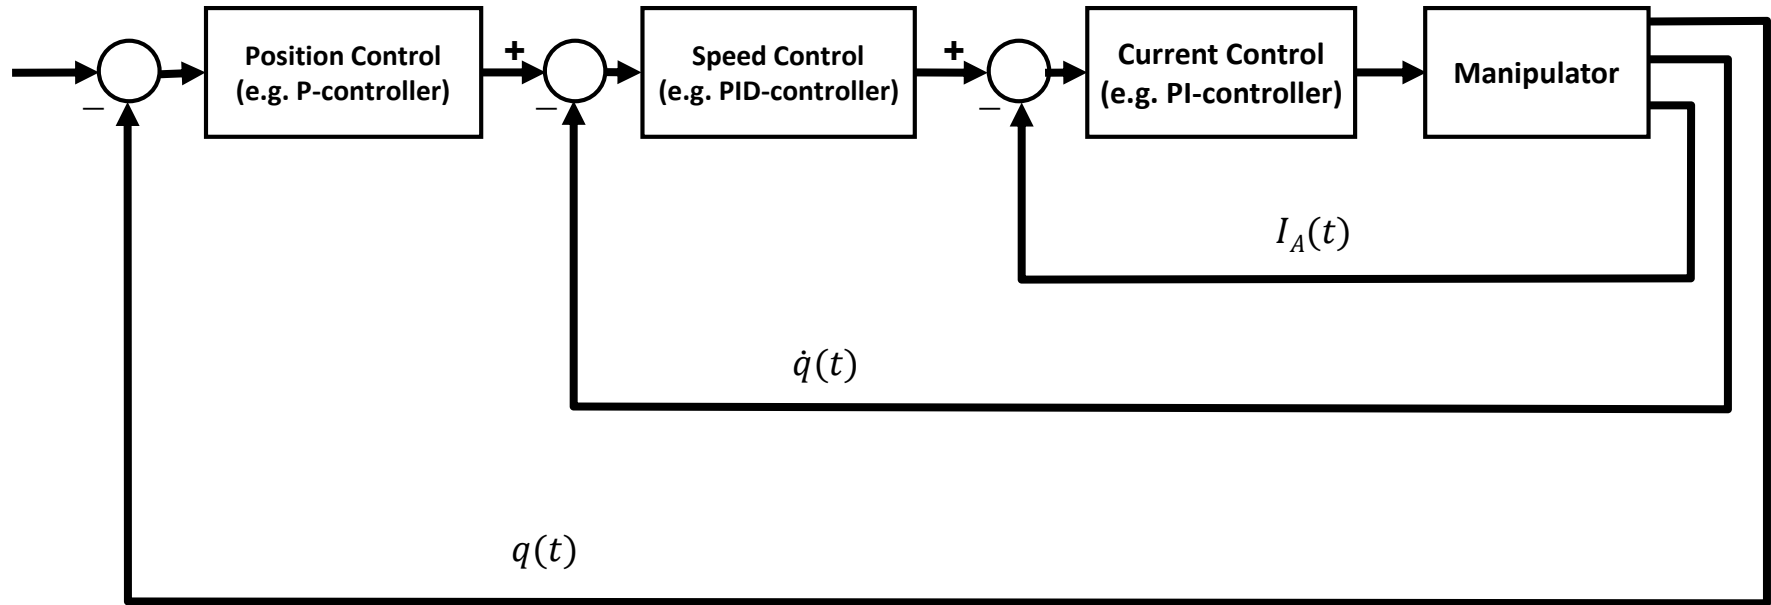 Position Control
(e.g. P-controller)
+
Speed Control
(e.g. PID-controller)
+
Current Control
(e.g. PI-controller)
Manipulator
−
−
−
I_A(t)
q̇(t)
q(t)